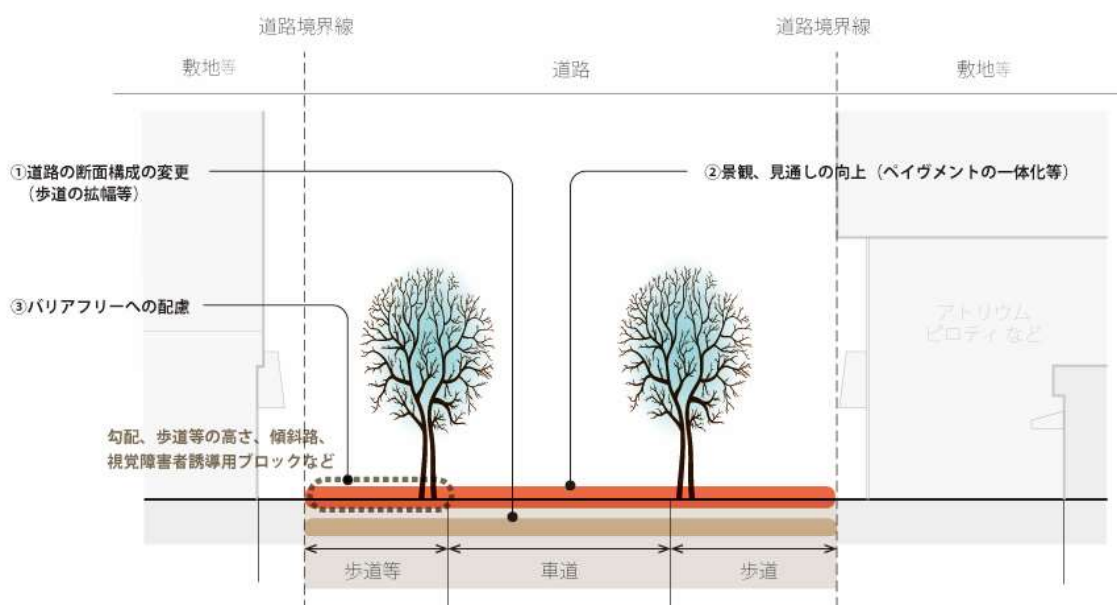 道路境界線
道路境界線
敷地等
道路
敷地等
①道路の断面構成の変更
（歩道の拡幅等）
②景観、見通しの向上（ペイヴメントの一体化等）
③バリアフリーへの配慮
アトリウム
ピロティ など
勾配、歩道等の高さ、傾斜路、
視覚障害者誘導用ブロックなど
歩道等
車道
歩道